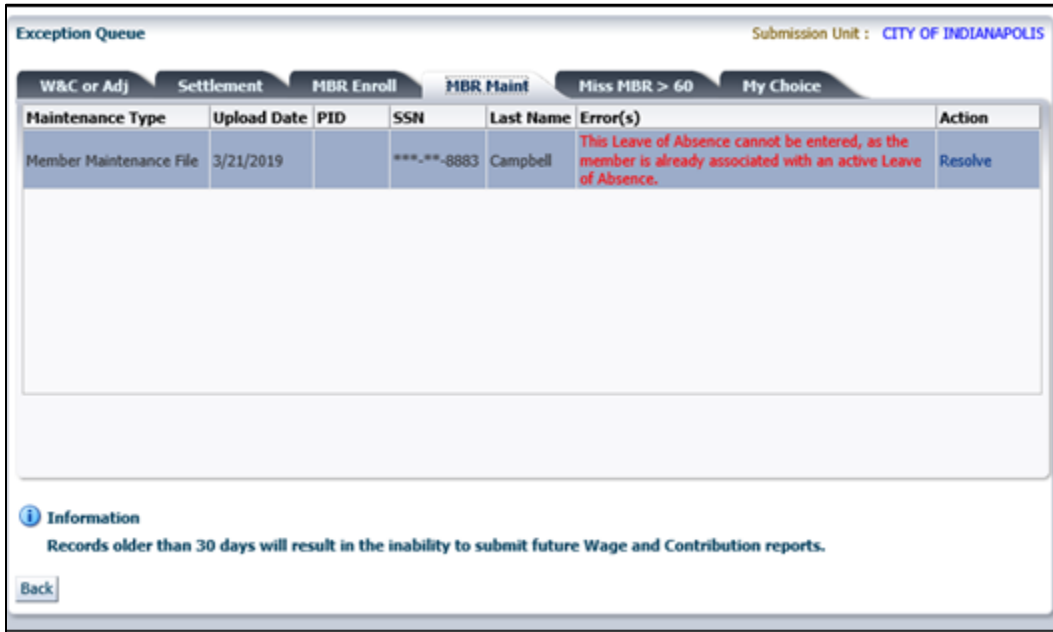 Exception Queue Submission Unit : CITY OF INDIANAPOLIS
W&C or Adj Settlement MBR Enroll MBR Maint Miss MBR > 60 My Choice
Maintenance Type Upload Date PID SSN Last Name Error(s) Action
This Leave of Absence cannot be entered, as the
Member Maintenance File 3/21/2019 ***-**-8883 Campbell member is already associated with an active Leave Resolve
of Absence.
Information
Records older than 30 days will result in the inability to submit future Wage and Contribution reports.
Back